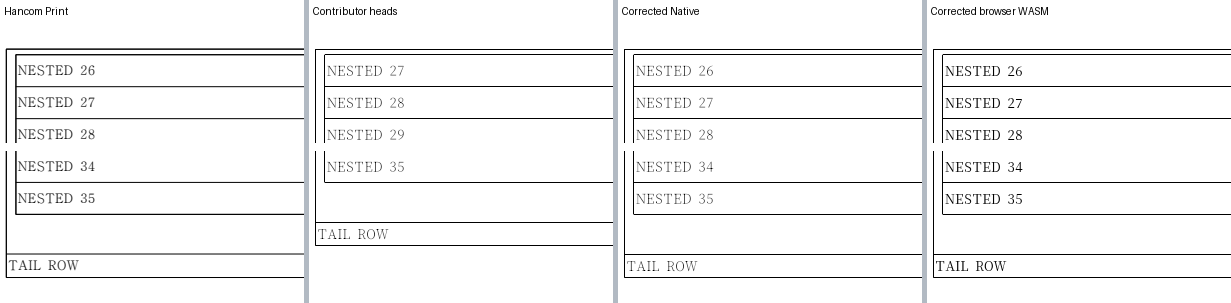 Hancom Print
NESTED 26
NESTED 27
NESTED 28
NESTED 34
NESTED 35
TAIL ROW
Contributor heads
NESTED 27
NESTED 28
NESTED 29
NESTED 35
TAIL ROW
Corrected Native
NESTED 26
NESTED 27
NESTED 28
NESTED 34
NESTED 35
TAIL ROW
Corrected browser WASM
NESTED 26
NESTED 27
NESTED 28
NESTED 34
NESTED 35
TAIL ROW